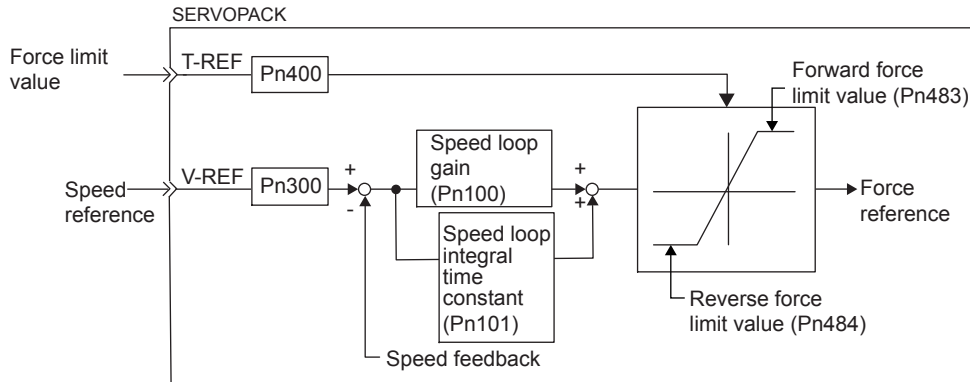 SERVOPACK
Force limit
value
T-REF
Pn400
Forward force
limit value (Pn483)
Speed
reference
V-REF
Pn300
+
-
Speed loop
gain
(Pn100)
Speed loop
integral
time
constant
(Pn101)
+
+
Force
reference
Reverse force
limit value (Pn484)
Speed feedback